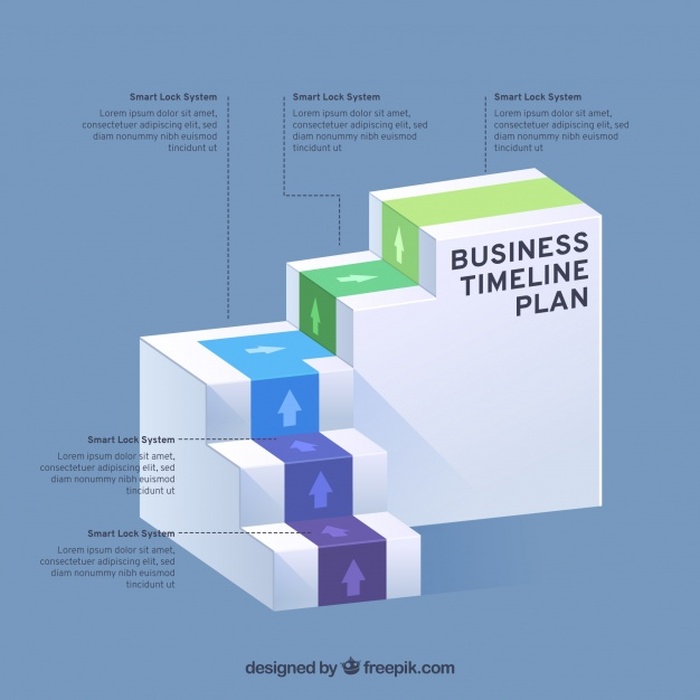 Smart Lock System
Lorem ipsum dolor sit amet,
consectetuer adipiscing elit, sed
diam nonummy nibh euismod
tincidunt ut
Smart Lock System
Lorem ipsum dolor sit amet,
consectetuer adipiscing elit, sed
diam nonummy nibh euismod
tincidunt ut
Smart Lock System
Lorem ipsum dolor sit amet,
consectetuer adipiscing elit, sed
diam nonummy nibh euismod
tincidunt ut
BUSINESS
TIMELINE
PLAN
Smart Lock System
Lorem ipsum dolor sit amet,
consectetuer adipiscing elit, sed
diam nonummy nibh euismod
tincidunt ut
Smart Lock System
Lorem ipsum dolor sit amet,
consectetuer adipiscing elit, sed
diam nonummy nibh euismod
tincidunt ut
designed by freepik.com